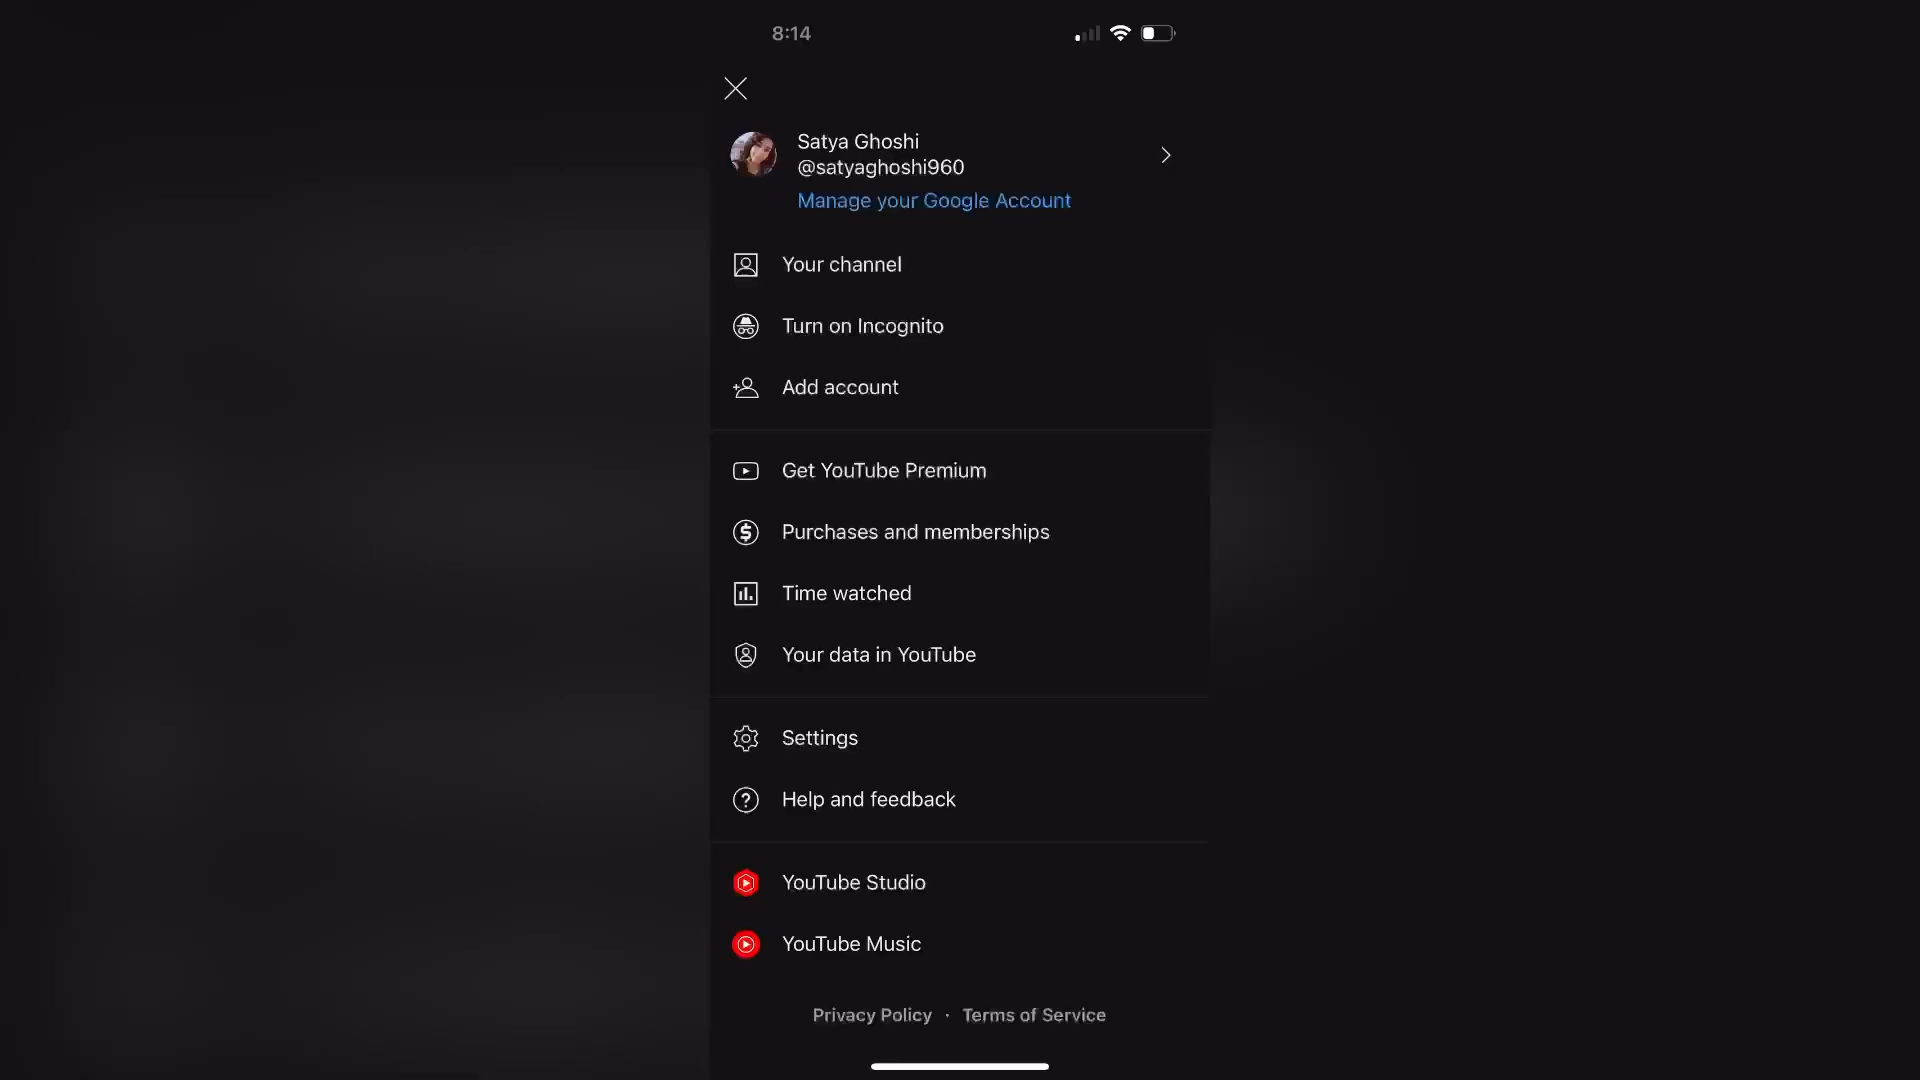 8:14
Satya Ghoshi
@satyaghoshi960
Manage your Google Account
Your channel
Turn on Incognito
Add account
Get YouTube Premium
Purchases and memberships
Time watched
Your data in YouTube
Settings
Help and feedback
YouTube Studio
YouTube Music
Privacy Policy · Terms of Service